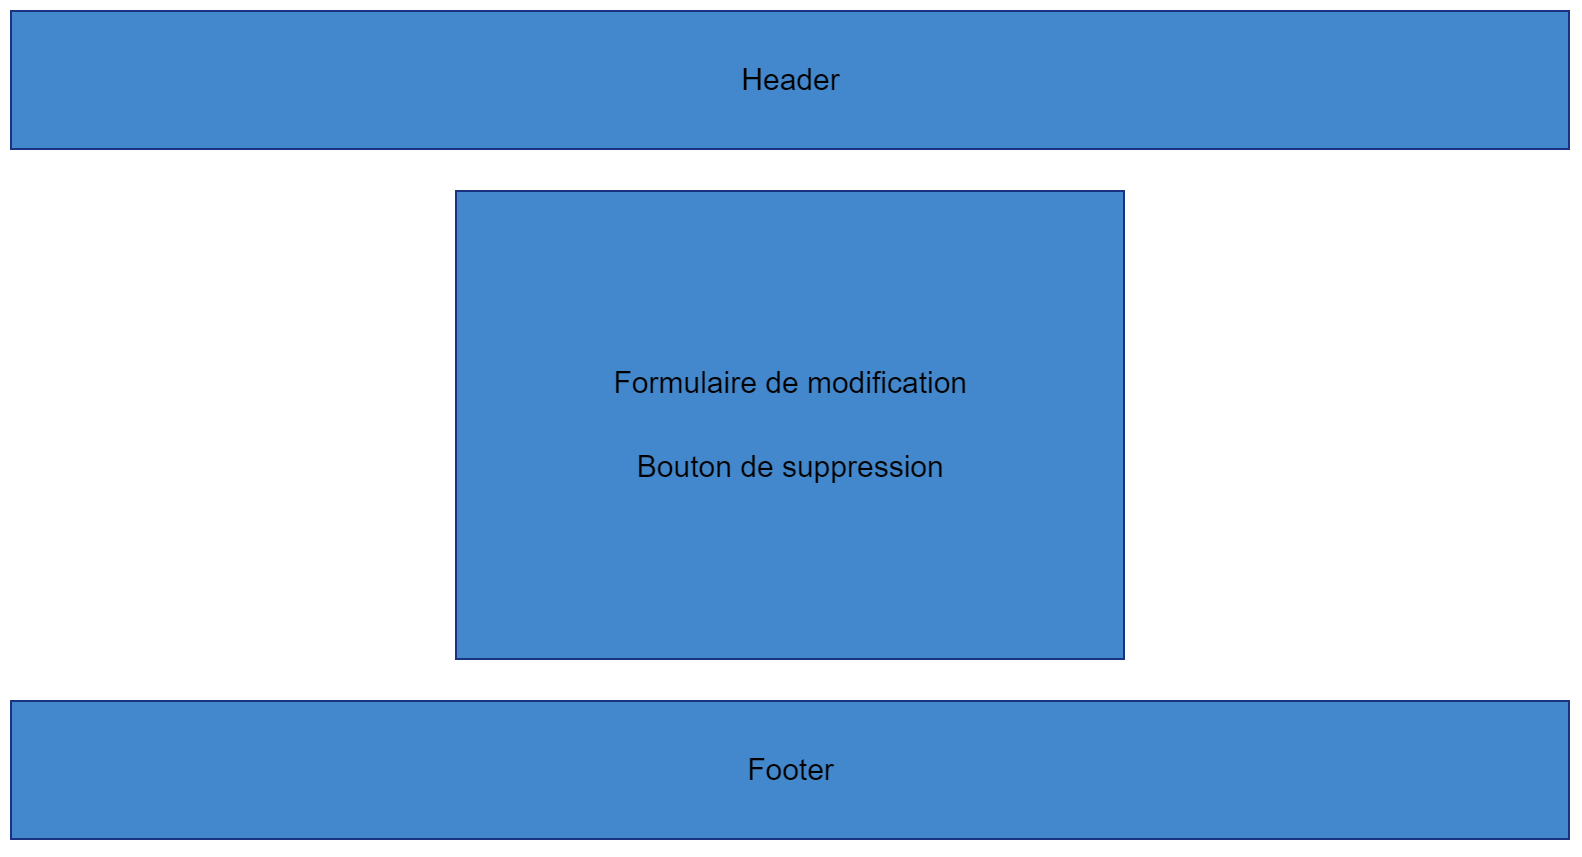 Header
Formulaire de modification
Bouton de suppression
Footer